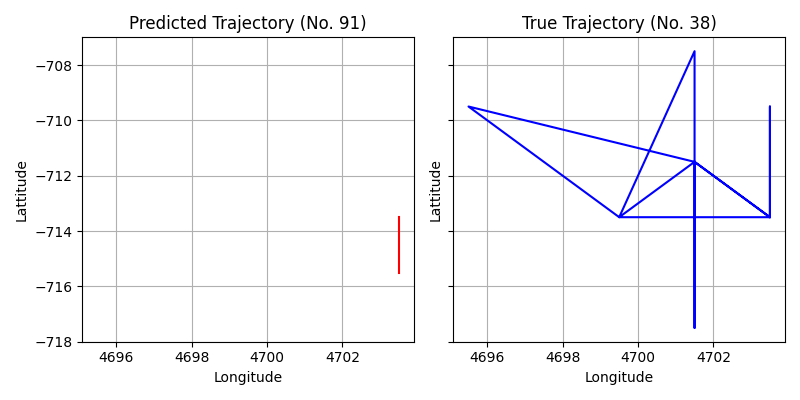 Predicted Trajectory (No. 91)
True Trajectory (No. 38)
Lattitude
−708
−710
−712
−714
−716
−718
4696 4698 4700 4702
Longitude
Lattitude
4696 4698 4700 4702
Longitude